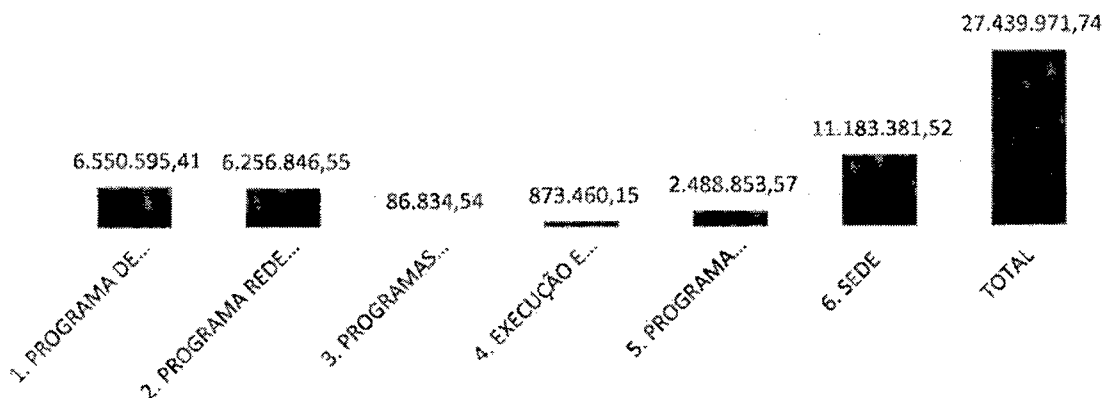 27.439.971,74
11.183.381,52
6.550.595,41
6.256.846,55
2.488.853,57
873.460,15
86.834,54
1. PROGRAMA DE...
2. PROGRAMA REDE...
3. PROGRAMAS...
4. EXECUÇÃO E...
5. PROGRAMA...
6. SEDE
TOTAL